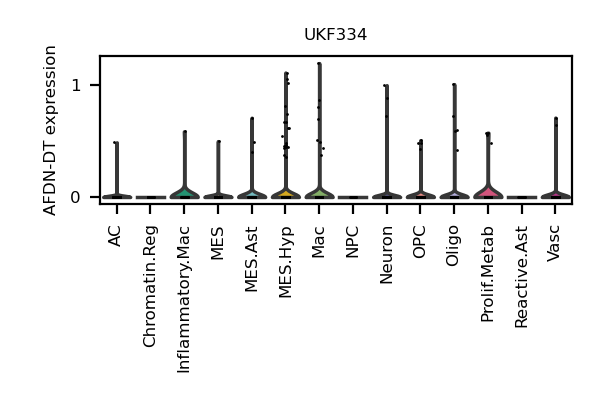 UKF334
AFDN-DT expression
1
0
AC
Chromatin.Reg
Inflammatory.Mac
MES
MES.Ast
MES.Hyp
Mac
NPC
Neuron
OPC
Oligo
Prolif.Metab
Reactive.Ast
Vasc